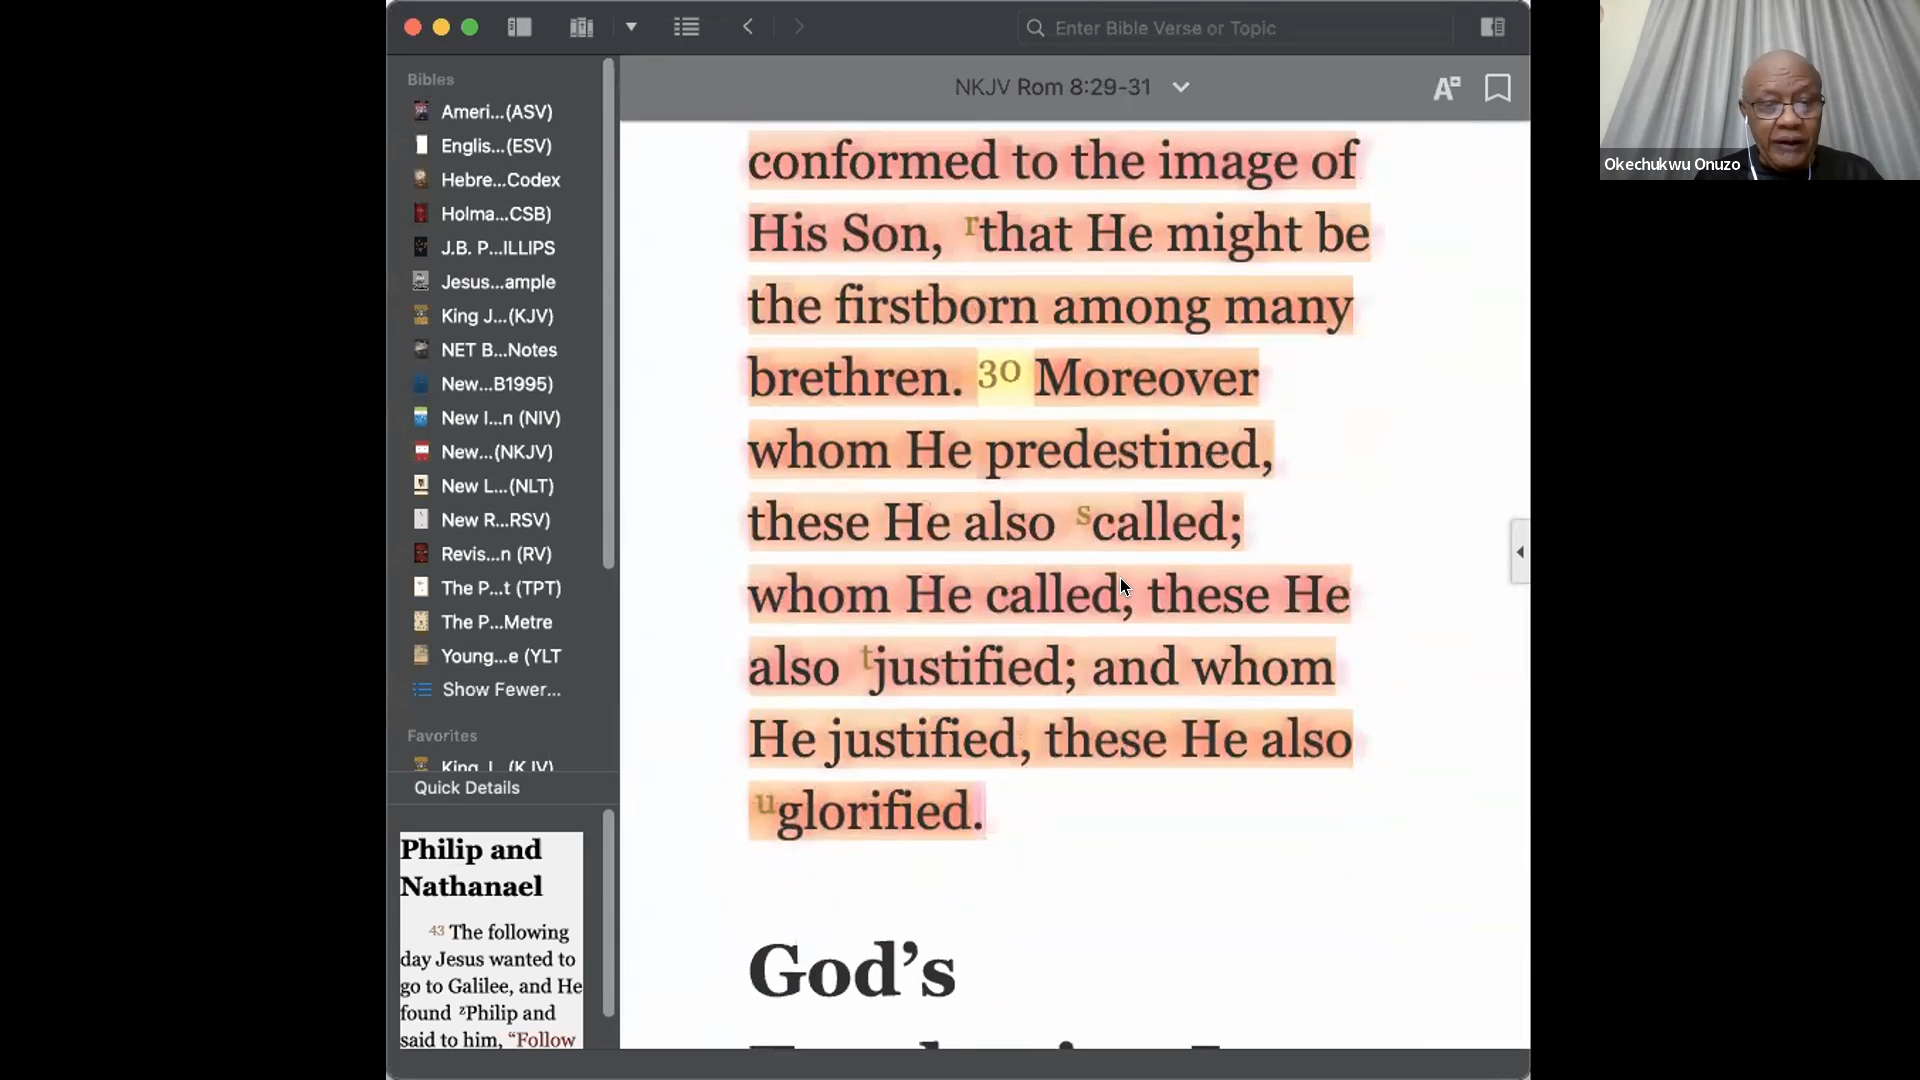 Enter Bible Verse or Topic
Bibles
Ameri...(ASV)
Englis...(ESV)
Hebre...Codex
Holma...CSB)
J.B. P...ILLIPS
Jesus...ample
King J...(KJV)
NET B...Notes
New...B1995)
New I...n (NIV)
New...(NKJV)
New L...(NLT)
New R...RSV)
Revis...n (RV)
The P...t (TPT)
The P...Metre
Young...e (YLT
Show Fewer...
Favorites
King J...(KJV)
Quick Details
Philip and
Nathanael
43 The following
day Jesus wanted to
go to Galilee, and He
found zPhilip and
said to him, “Follow
NKJV Rom 8:29-31
A
conformed to the image of
His Son, rthat He might be
the firstborn among many
brethren. 30 Moreover
whom He predestined,
these He also scalled;
whom He called, these He
also tjustified; and whom
He justified, these He also
uglorified.
God’s
Okechukwu Onuzo